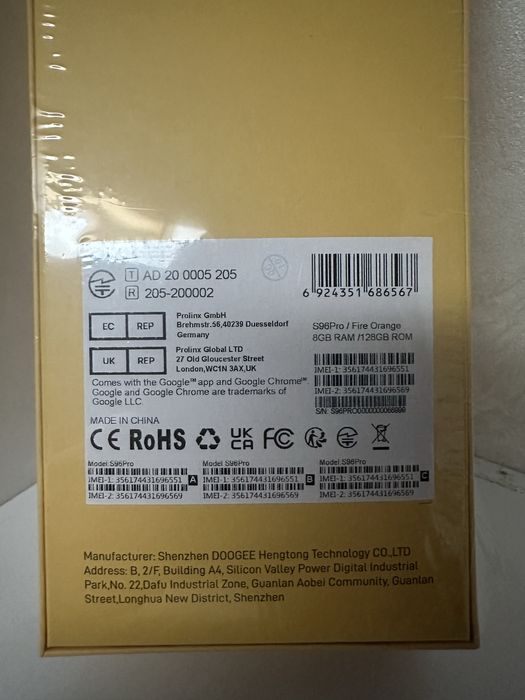 T AD 20 0005 205
R 205-200002
6 924351 686567
EC REP
Prolinx GmbH
Brehmstr.56,40239 Duesseldorf
Germany
UK REP
Prolinx Global LTD
27 Old Gloucester Street
London,WC1N 3AX,UK
S96Pro / Fire Orange
8GB RAM /128GB ROM
IMEI-1: 356174431696551
IMEI-2: 356174431696569
Comes with the Google™ app and Google Chrome™.
Google and Google Chrome are trademarks of
Google LLC.
MADE IN CHINA
CE RoHS UK CA FC
Model:S96Pro
IMEI-1: 356174431696551 A
IMEI-2: 356174431696569
Model:S96Pro
IMEI-1: 356174431696551 B
IMEI-2: 356174431696569
Model:S96Pro
IMEI-1: 356174431696551 C
IMEI-2: 356174431696569
Manufacturer: Shenzhen DOOGEE Hengtong Technology CO.,LTD
Address: B, 2/F, Building A4, Silicon Valley Power Digital Industrial
Park,No. 22,Dafu Industrial Zone, Guanlan Aobei Community, Guanlan
Street,Longhua New District, Shenzhen